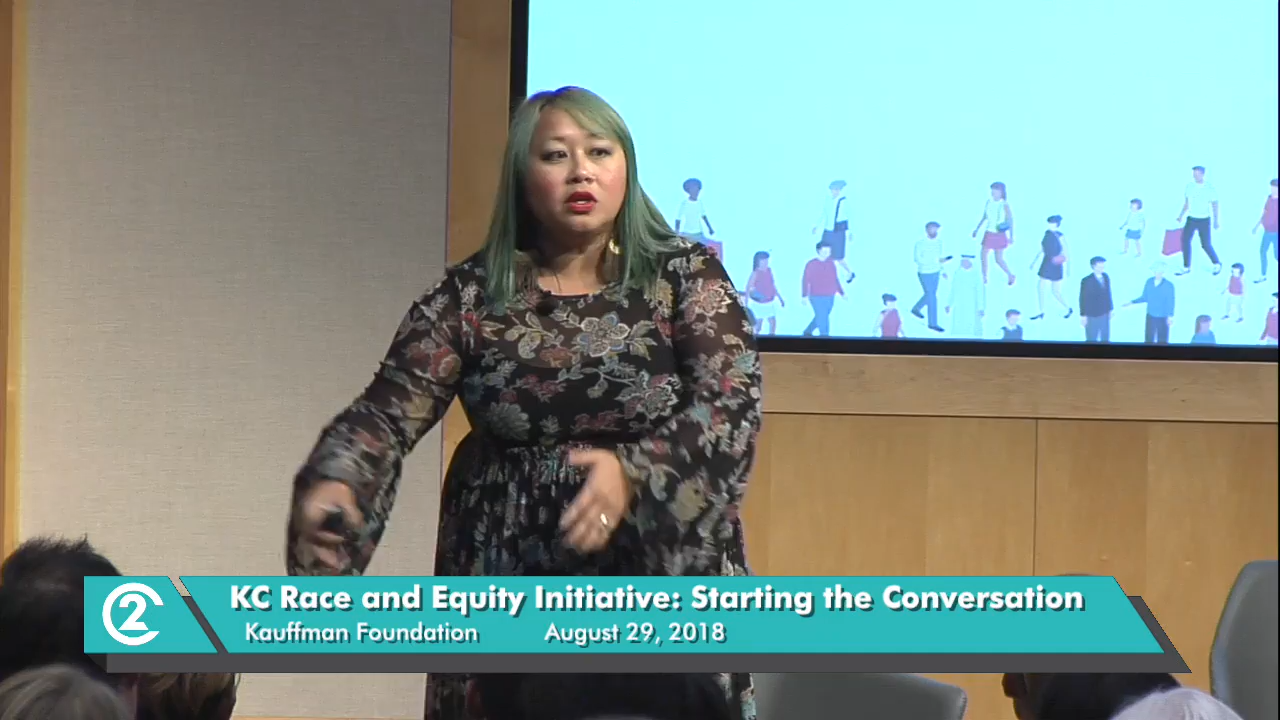 2
KC Race and Equity Initiative: Starting the Conversation
Kauffman Foundation August 29, 2018